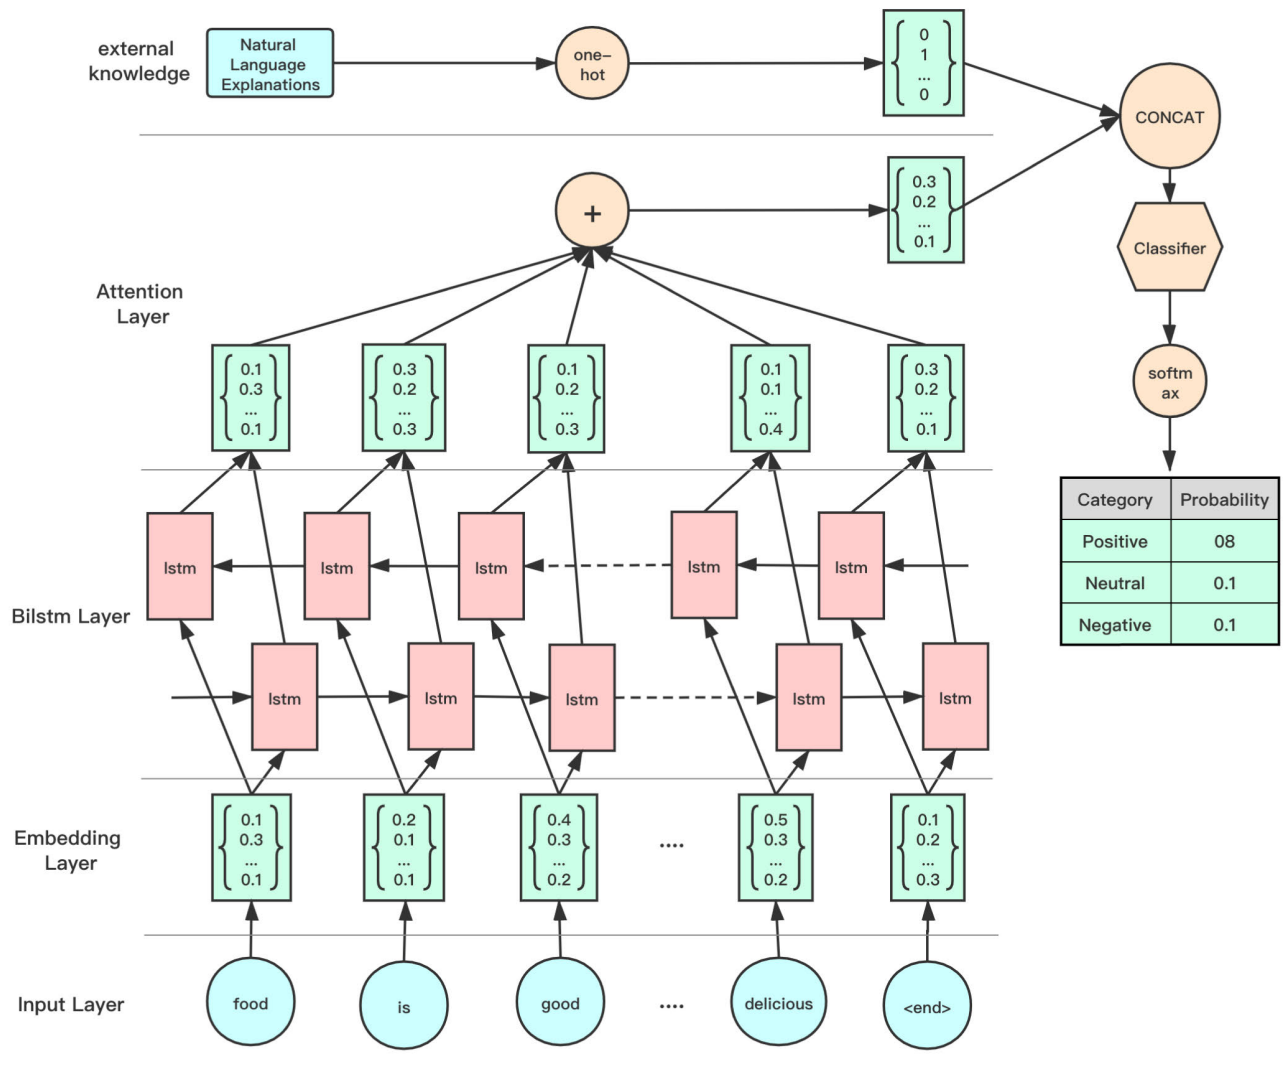 external
knowledge
Natural
Language
Explanations
one-
hot
0
1
...
0
CONCAT
0.3
0.2
...
0.1
+
Classifier
Attention
Layer
softm
ax
0.1
0.3
...
0.1
0.3
0.2
...
0.3
0.1
0.2
...
0.3
0.1
0.1
...
0.4
0.3
0.2
...
0.1
Category Probability
Positive 08
Neutral 0.1
Negative 0.1
Bilstm Layer
lstm
lstm
lstm
lstm
lstm
lstm
lstm
lstm
lstm
lstm
Embedding
Layer
0.1
0.3
...
0.1
0.2
0.1
...
0.1
0.4
0.3
...
0.2
....
0.5
0.3
...
0.2
0.1
0.2
...
0.3
Input Layer
food
is
good
....
delicious
<end>